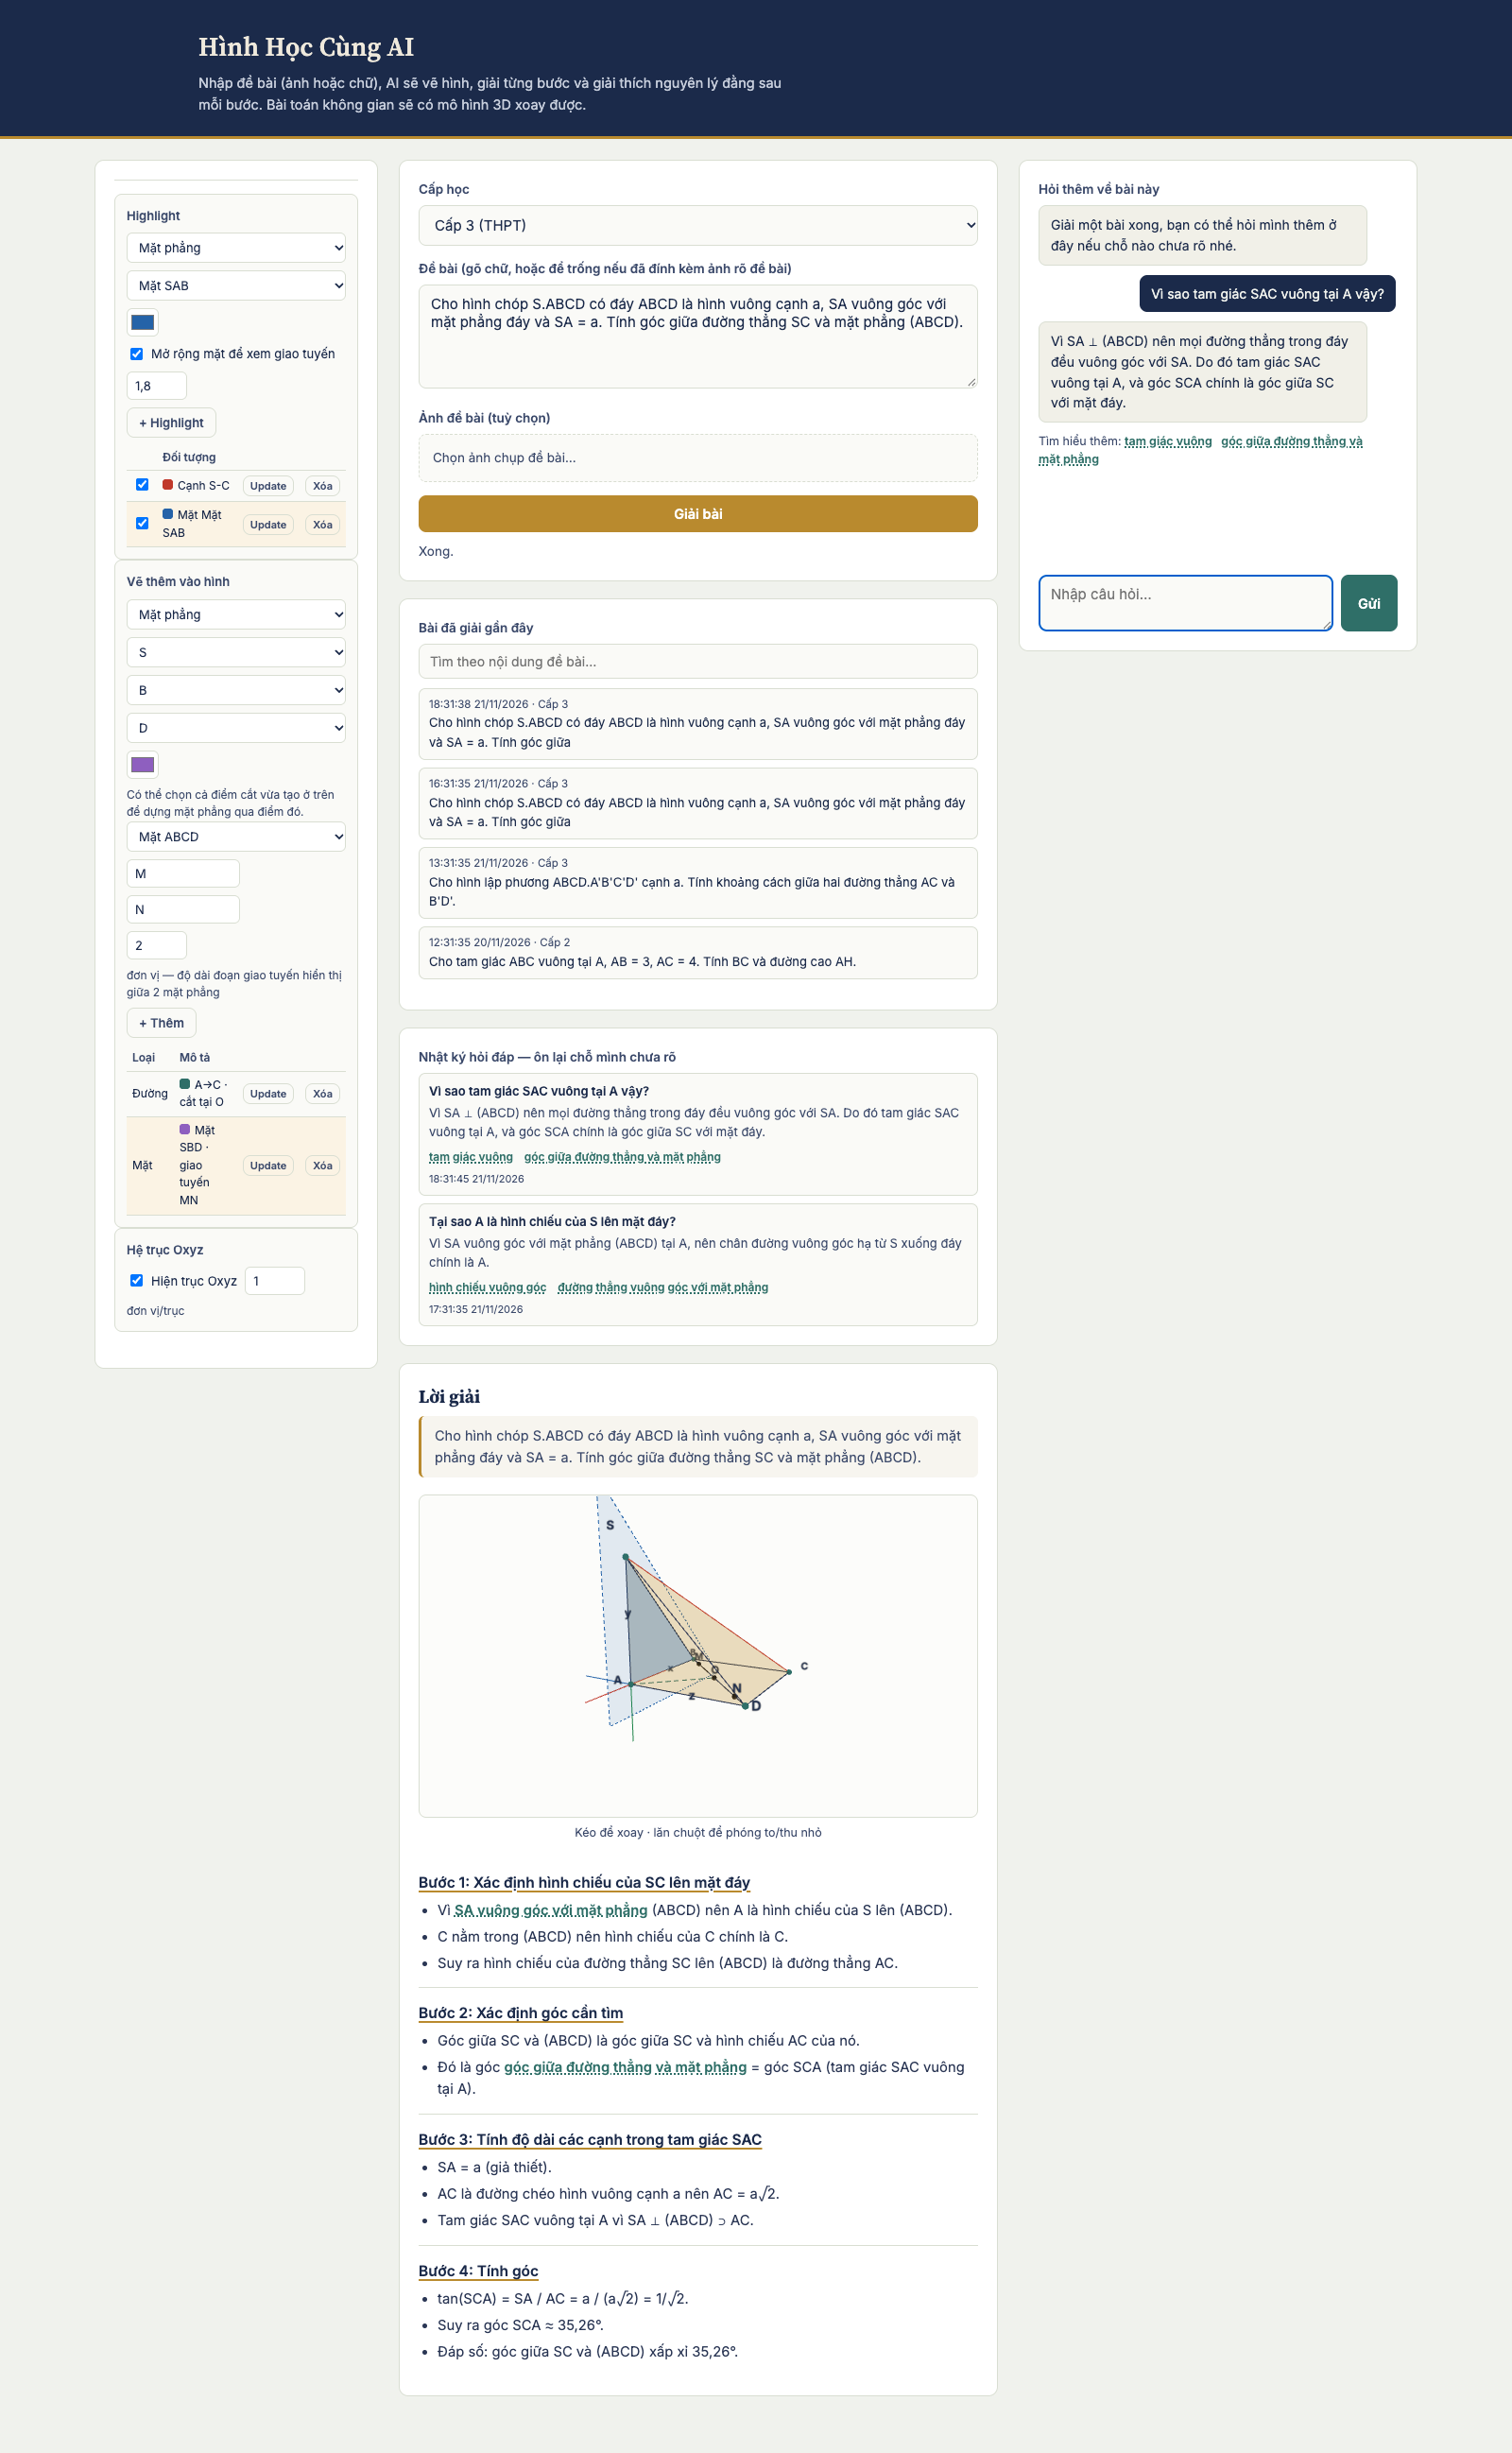 Hình Học Cùng AI
Nhập đề bài (ảnh hoặc chữ), AI sẽ vẽ hình, giải từng bước và giải thích nguyên lý đằng sau
mỗi bước. Bài toán không gian sẽ có mô hình 3D xoay được.
Highlight
Mặt phẳng
Mặt SAB
Mở rộng mặt để xem giao tuyến
1,8
+ Highlight
Đối tượng
Cạnh S-C Update Xóa
Mặt Mặt
SAB
Update Xóa
Vẽ thêm vào hình
Mặt phẳng
S
B
D
Có thể chọn cả điểm cắt vừa tạo ở trên
để dựng mặt phẳng qua điểm đó.
Mặt ABCD
M
N
2
đơn vị — độ dài đoạn giao tuyến hiển thị
giữa 2 mặt phẳng
+ Thêm
Loại Mô tả
Đường A→C ·
cắt tại O
Update Xóa
Mặt
Mặt
SBD ·
giao
tuyến
MN
Update Xóa
Hệ trục Oxyz
Hiện trục Oxyz 1
đơn vị/trục
Cấp học
Cấp 3 (THPT)
Đề bài (gõ chữ, hoặc để trống nếu đã đính kèm ảnh rõ đề bài)
Cho hình chóp S.ABCD có đáy ABCD là hình vuông cạnh a, SA vuông góc với
mặt phẳng đáy và SA = a. Tính góc giữa đường thẳng SC và mặt phẳng (ABCD).
Ảnh đề bài (tuỳ chọn)
Chọn ảnh chụp đề bài...
Giải bài
Xong.
Bài đã giải gần đây
Tìm theo nội dung đề bài...
18:31:38 21/11/2026 · Cấp 3
Cho hình chóp S.ABCD có đáy ABCD là hình vuông cạnh a, SA vuông góc với mặt phẳng đáy
và SA = a. Tính góc giữa
16:31:35 21/11/2026 · Cấp 3
Cho hình chóp S.ABCD có đáy ABCD là hình vuông cạnh a, SA vuông góc với mặt phẳng đáy
và SA = a. Tính góc giữa
13:31:35 21/11/2026 · Cấp 3
Cho hình lập phương ABCD.A'B'C'D' cạnh a. Tính khoảng cách giữa hai đường thẳng AC và
B'D'.
12:31:35 20/11/2026 · Cấp 2
Cho tam giác ABC vuông tại A, AB = 3, AC = 4. Tính BC và đường cao AH.
Nhật ký hỏi đáp — ôn lại chỗ mình chưa rõ
Vì sao tam giác SAC vuông tại A vậy?
Vì SA ⊥ (ABCD) nên mọi đường thẳng trong đáy đều vuông góc với SA. Do đó tam giác SAC
vuông tại A, và góc SCA chính là góc giữa SC với mặt đáy.
tam giác vuông góc giữa đường thẳng và mặt phẳng
18:31:45 21/11/2026
Tại sao A là hình chiếu của S lên mặt đáy?
Vì SA vuông góc với mặt phẳng (ABCD) tại A, nên chân đường vuông góc hạ từ S xuống đáy
chính là A.
hình chiếu vuông góc đường thẳng vuông góc với mặt phẳng
17:31:35 21/11/2026
Lời giải
Cho hình chóp S.ABCD có đáy ABCD là hình vuông cạnh a, SA vuông góc với mặt
phẳng đáy và SA = a. Tính góc giữa đường thẳng SC và mặt phẳng (ABCD).
S
y
B M
x O C
A
N
z D
Kéo để xoay · lăn chuột để phóng to/thu nhỏ
Bước 1: Xác định hình chiếu của SC lên mặt đáy
• Vì SA vuông góc với mặt phẳng (ABCD) nên A là hình chiếu của S lên (ABCD).
• C nằm trong (ABCD) nên hình chiếu của C chính là C.
• Suy ra hình chiếu của đường thẳng SC lên (ABCD) là đường thẳng AC.
Bước 2: Xác định góc cần tìm
• Góc giữa SC và (ABCD) là góc giữa SC và hình chiếu AC của nó.
• Đó là góc góc giữa đường thẳng và mặt phẳng = góc SCA (tam giác SAC vuông
tại A).
Bước 3: Tính độ dài các cạnh trong tam giác SAC
• SA = a (giả thiết).
• AC là đường chéo hình vuông cạnh a nên AC = a√2.
• Tam giác SAC vuông tại A vì SA ⊥ (ABCD) ⊃ AC.
Bước 4: Tính góc
• tan(SCA) = SA / AC = a / (a√2) = 1/√2.
• Suy ra góc SCA ≈ 35,26°.
• Đáp số: góc giữa SC và (ABCD) xấp xỉ 35,26°.
Hỏi thêm về bài này
Giải một bài xong, bạn có thể hỏi mình thêm ở
đây nếu chỗ nào chưa rõ nhé.
Vì sao tam giác SAC vuông tại A vậy?
Vì SA ⊥ (ABCD) nên mọi đường thẳng trong đáy
đều vuông góc với SA. Do đó tam giác SAC
vuông tại A, và góc SCA chính là góc giữa SC
với mặt đáy.
Tìm hiểu thêm: tam giác vuông góc giữa đường thẳng và
mặt phẳng
Nhập câu hỏi...
Gửi